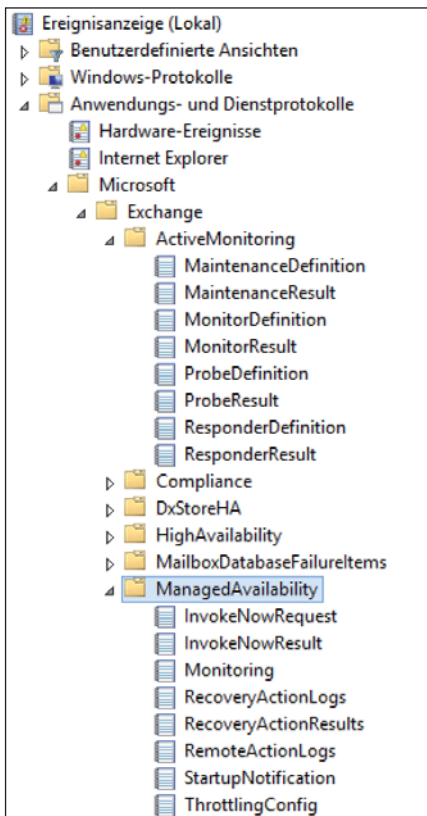 Ereignisanzeige (Lokal)
Benutzerdefinierte Ansichten
Windows-Protokolle
Anwendungs- und Dienstprotokolle
Hardware-Ereignisse
Internet Explorer
Microsoft
Exchange
ActiveMonitoring
MaintenanceDefinition
MaintenanceResult
MonitorDefinition
MonitorResult
ProbeDefinition
ProbeResult
ResponderDefinition
ResponderResult
Compliance
DxStoreHA
HighAvailability
MailboxDatabaseFailureItems
ManagedAvailability
InvokeNowRequest
InvokeNowResult
Monitoring
RecoveryActionLogs
RecoveryActionResults
RemoteActionLogs
StartupNotification
ThrottlingConfig